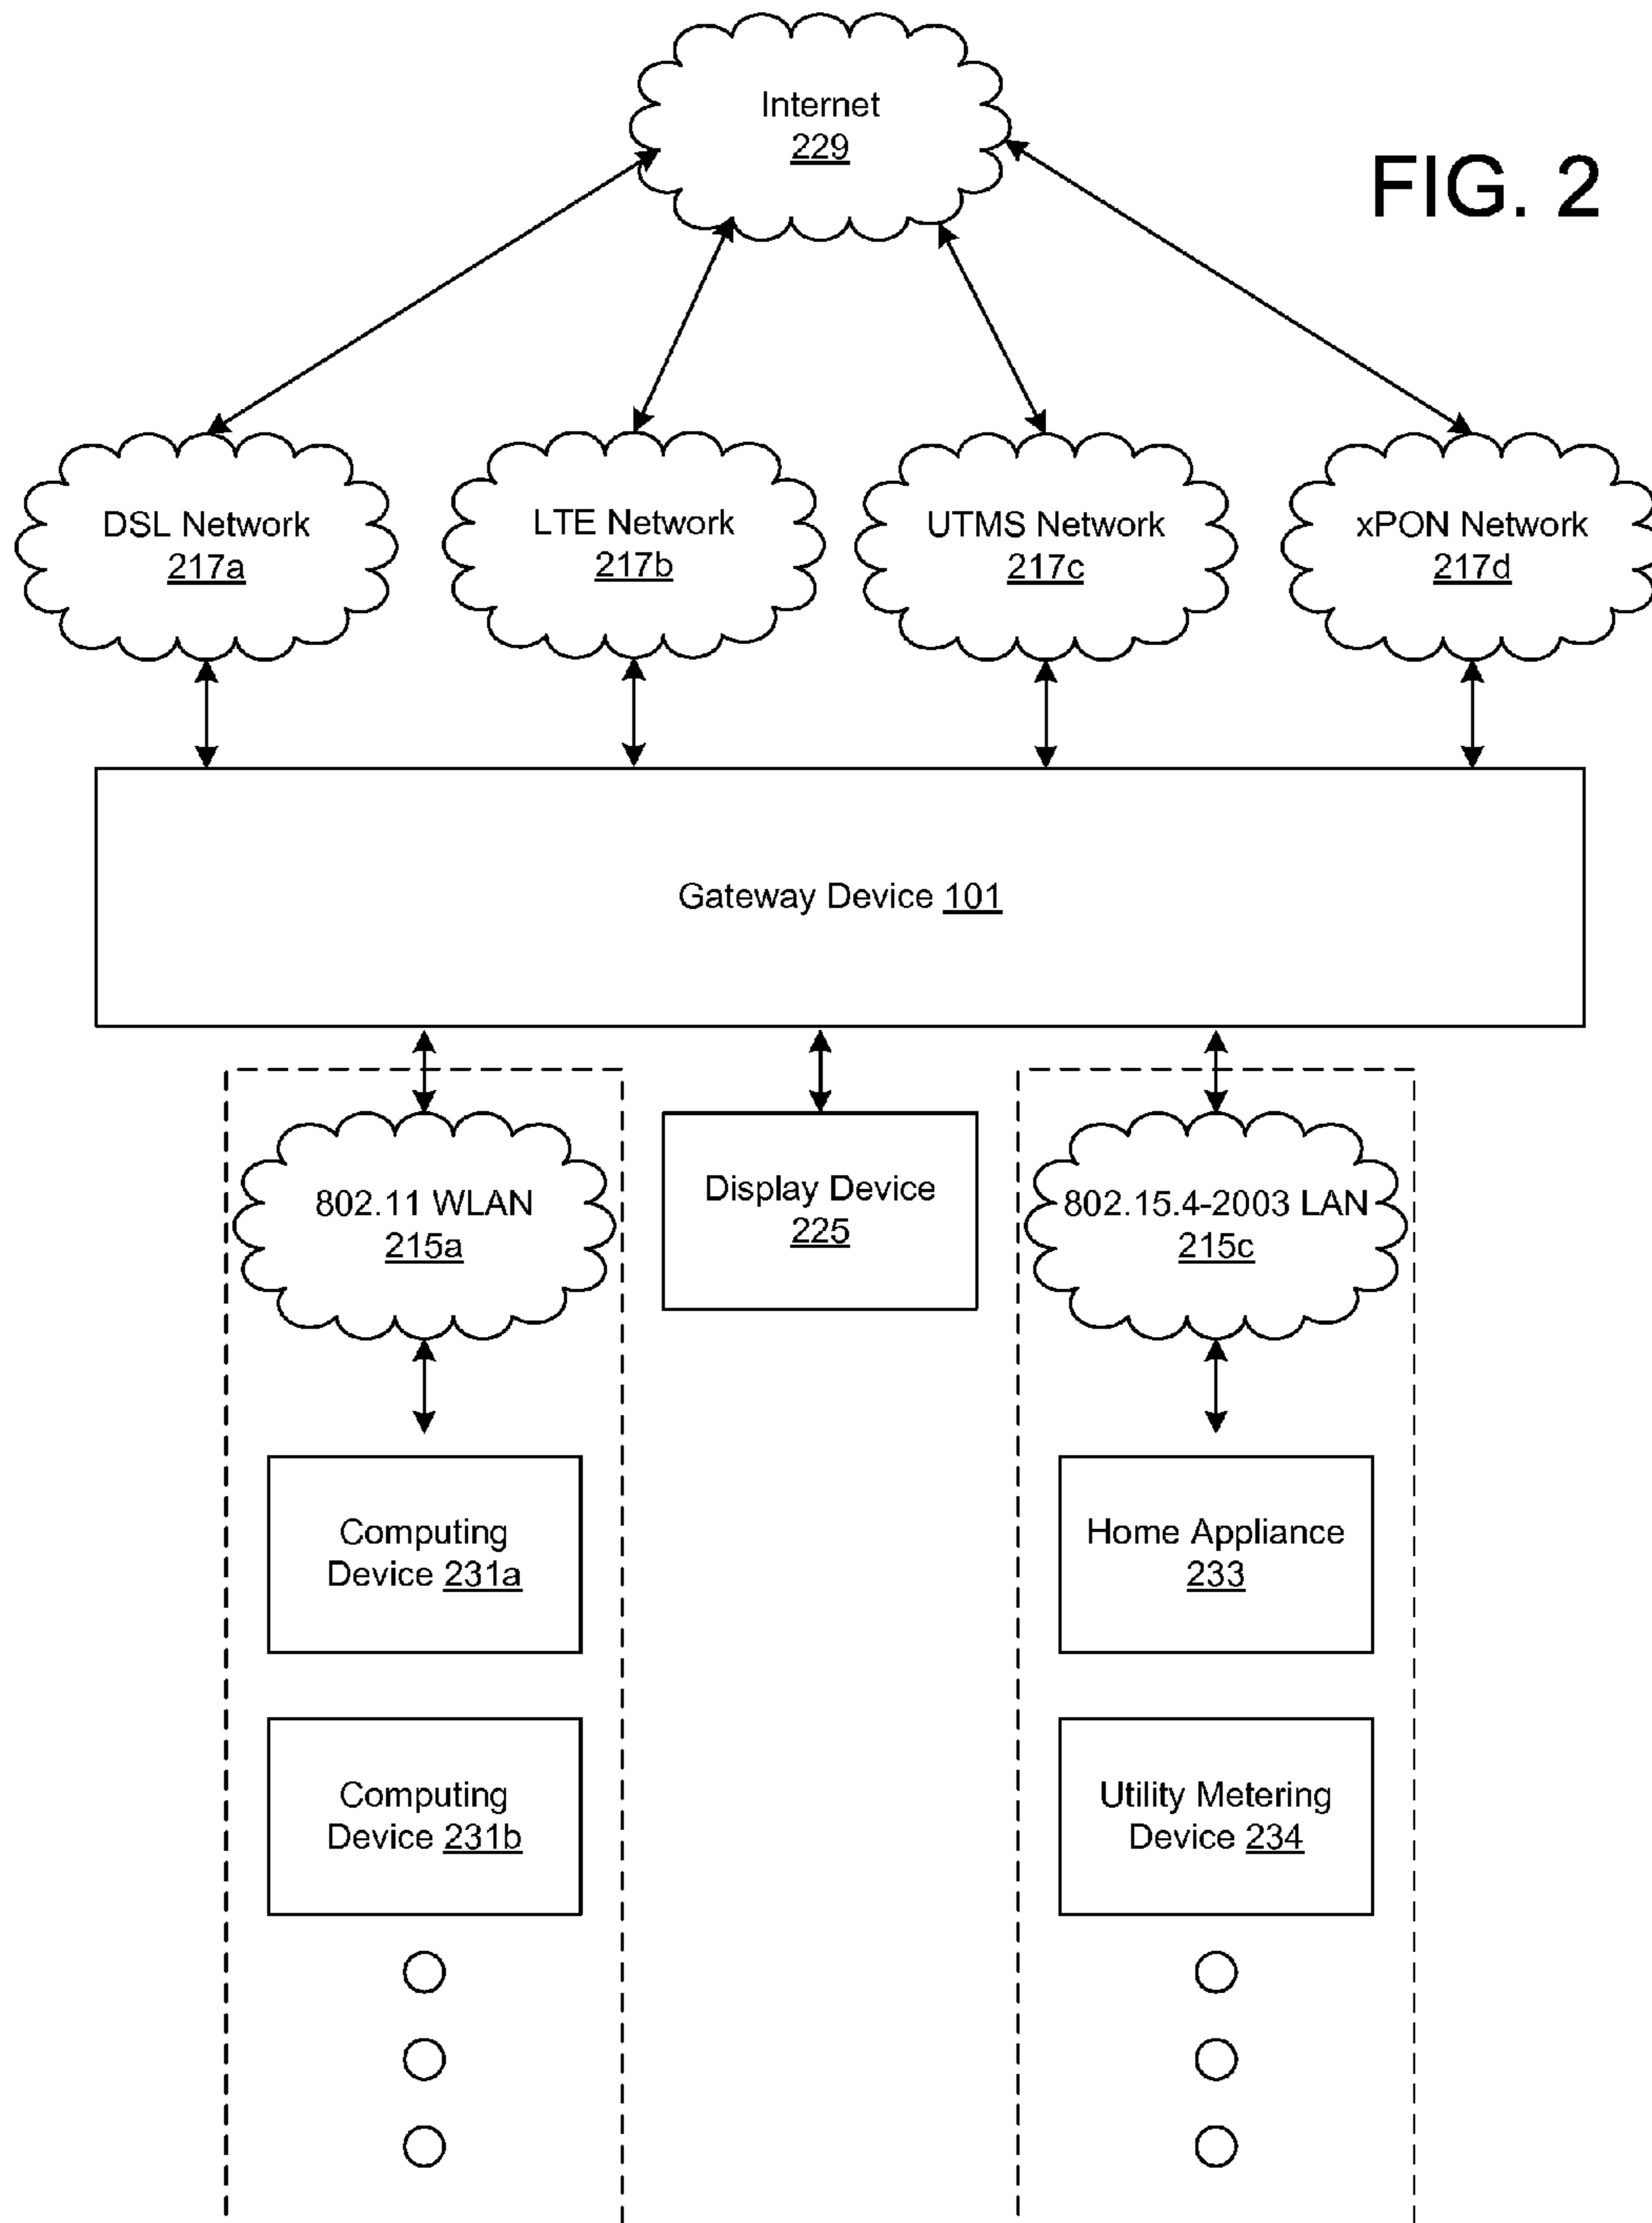 Internet
229
FIG. 2
DSL Network
217a
LTE Network
217b
UTMS Network
217c
xPON Network
217d
Gateway Device 101
802.11 WLAN
215a
Display Device
225
802.15.4-2003 LAN
215c
Computing
Device 231a
Home Appliance
233
Computing
Device 231b
Utility Metering
Device 234